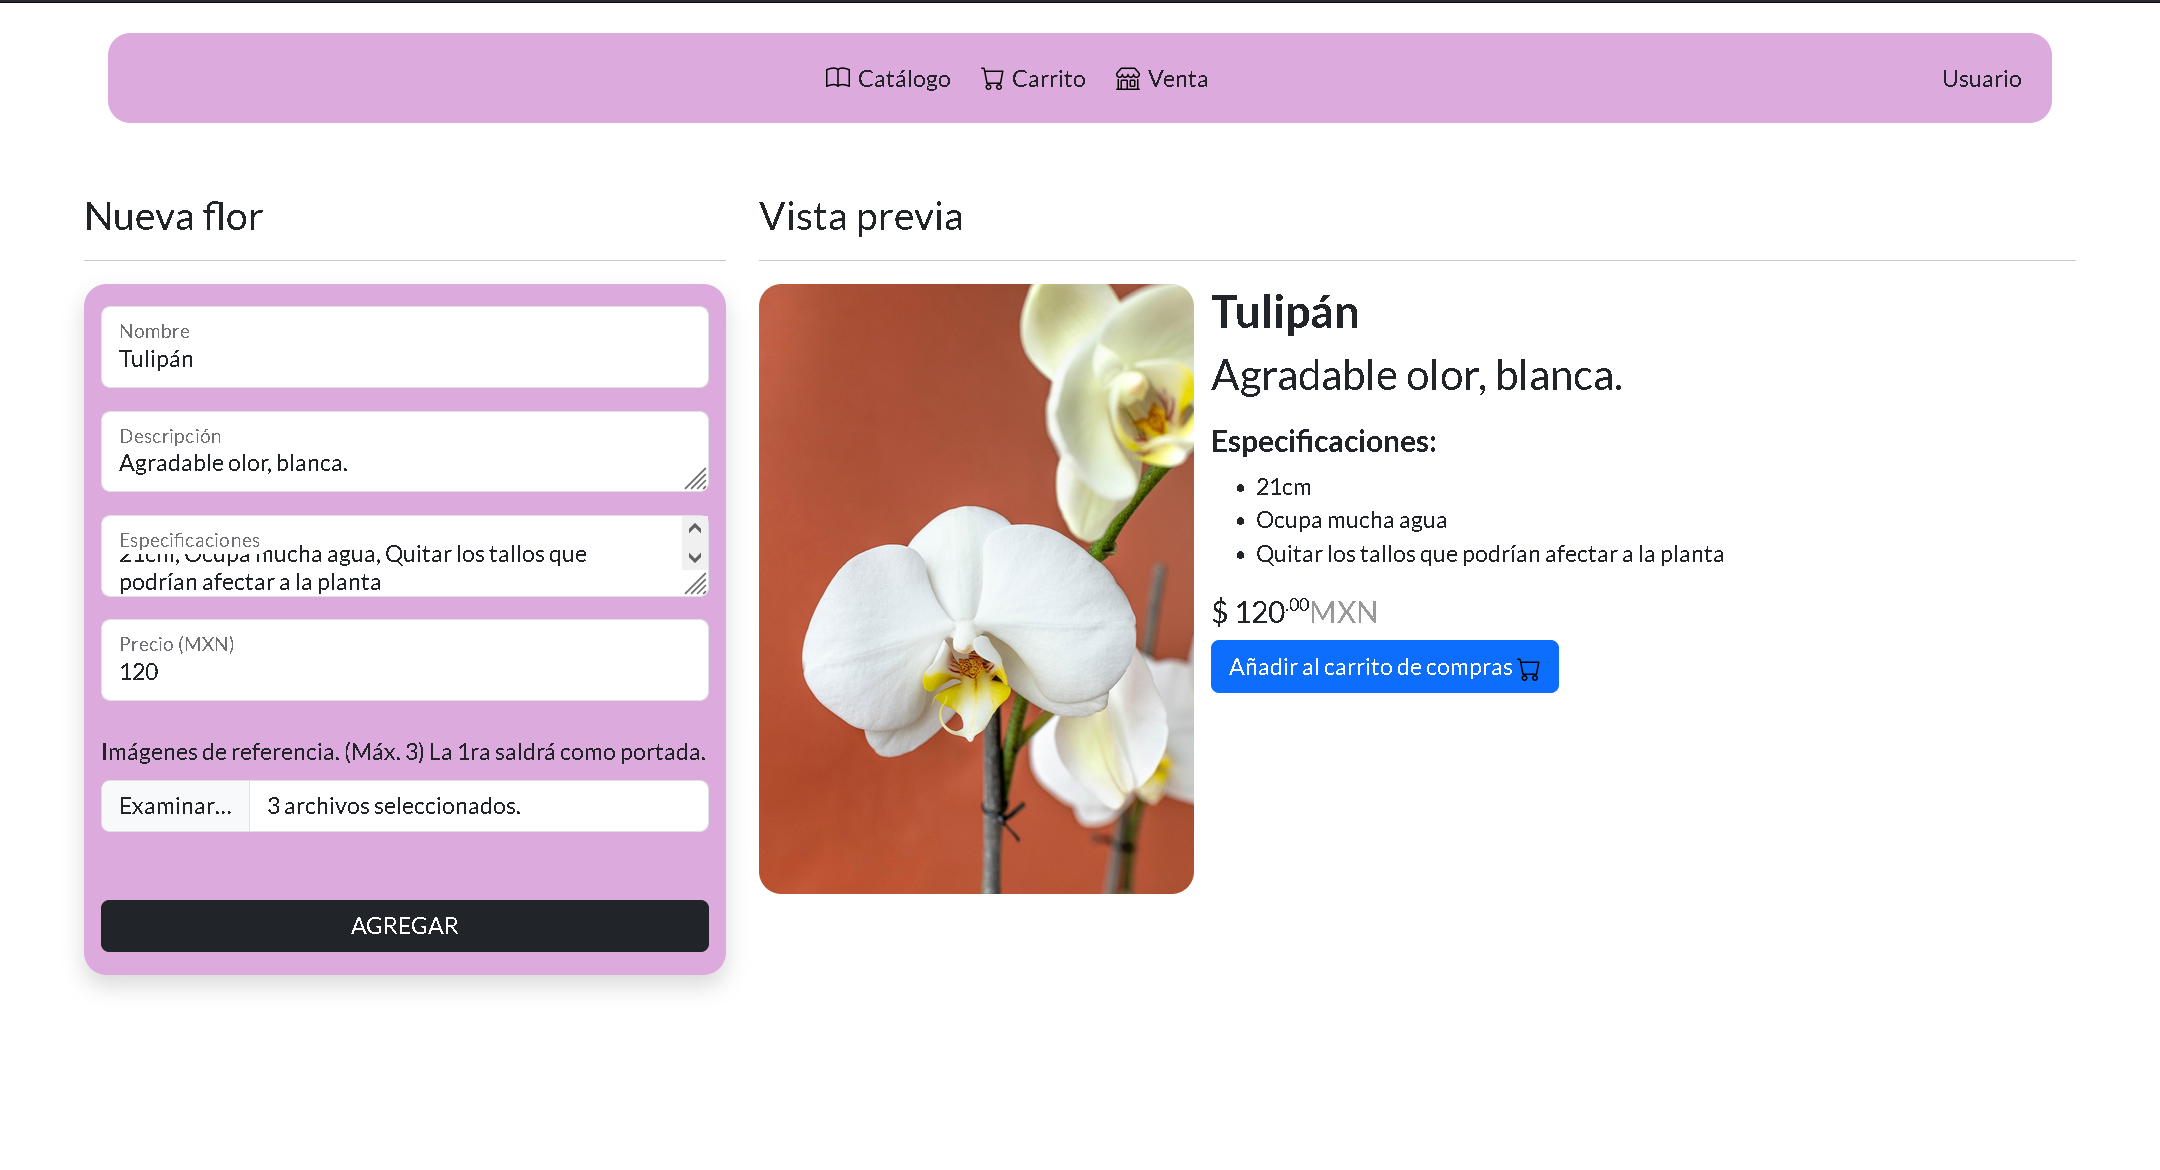 Catálogo Carrito Venta Usuario
Nueva flor
Nombre
Tulipán
Descripción
Agradable olor, blanca.
Especificaciones
21cm, Ocupa mucha agua, Quitar los tallos que
podrían afectar a la planta
Precio (MXN)
120
Imágenes de referencia. (Máx. 3) La 1ra saldrá como portada.
Examinar... 3 archivos seleccionados.
AGREGAR
Vista previa
Tulipán
Agradable olor, blanca.
Especificaciones:
• 21cm
• Ocupa mucha agua
• Quitar los tallos que podrían afectar a la planta
$ 120.00MXN
Añadir al carrito de compras